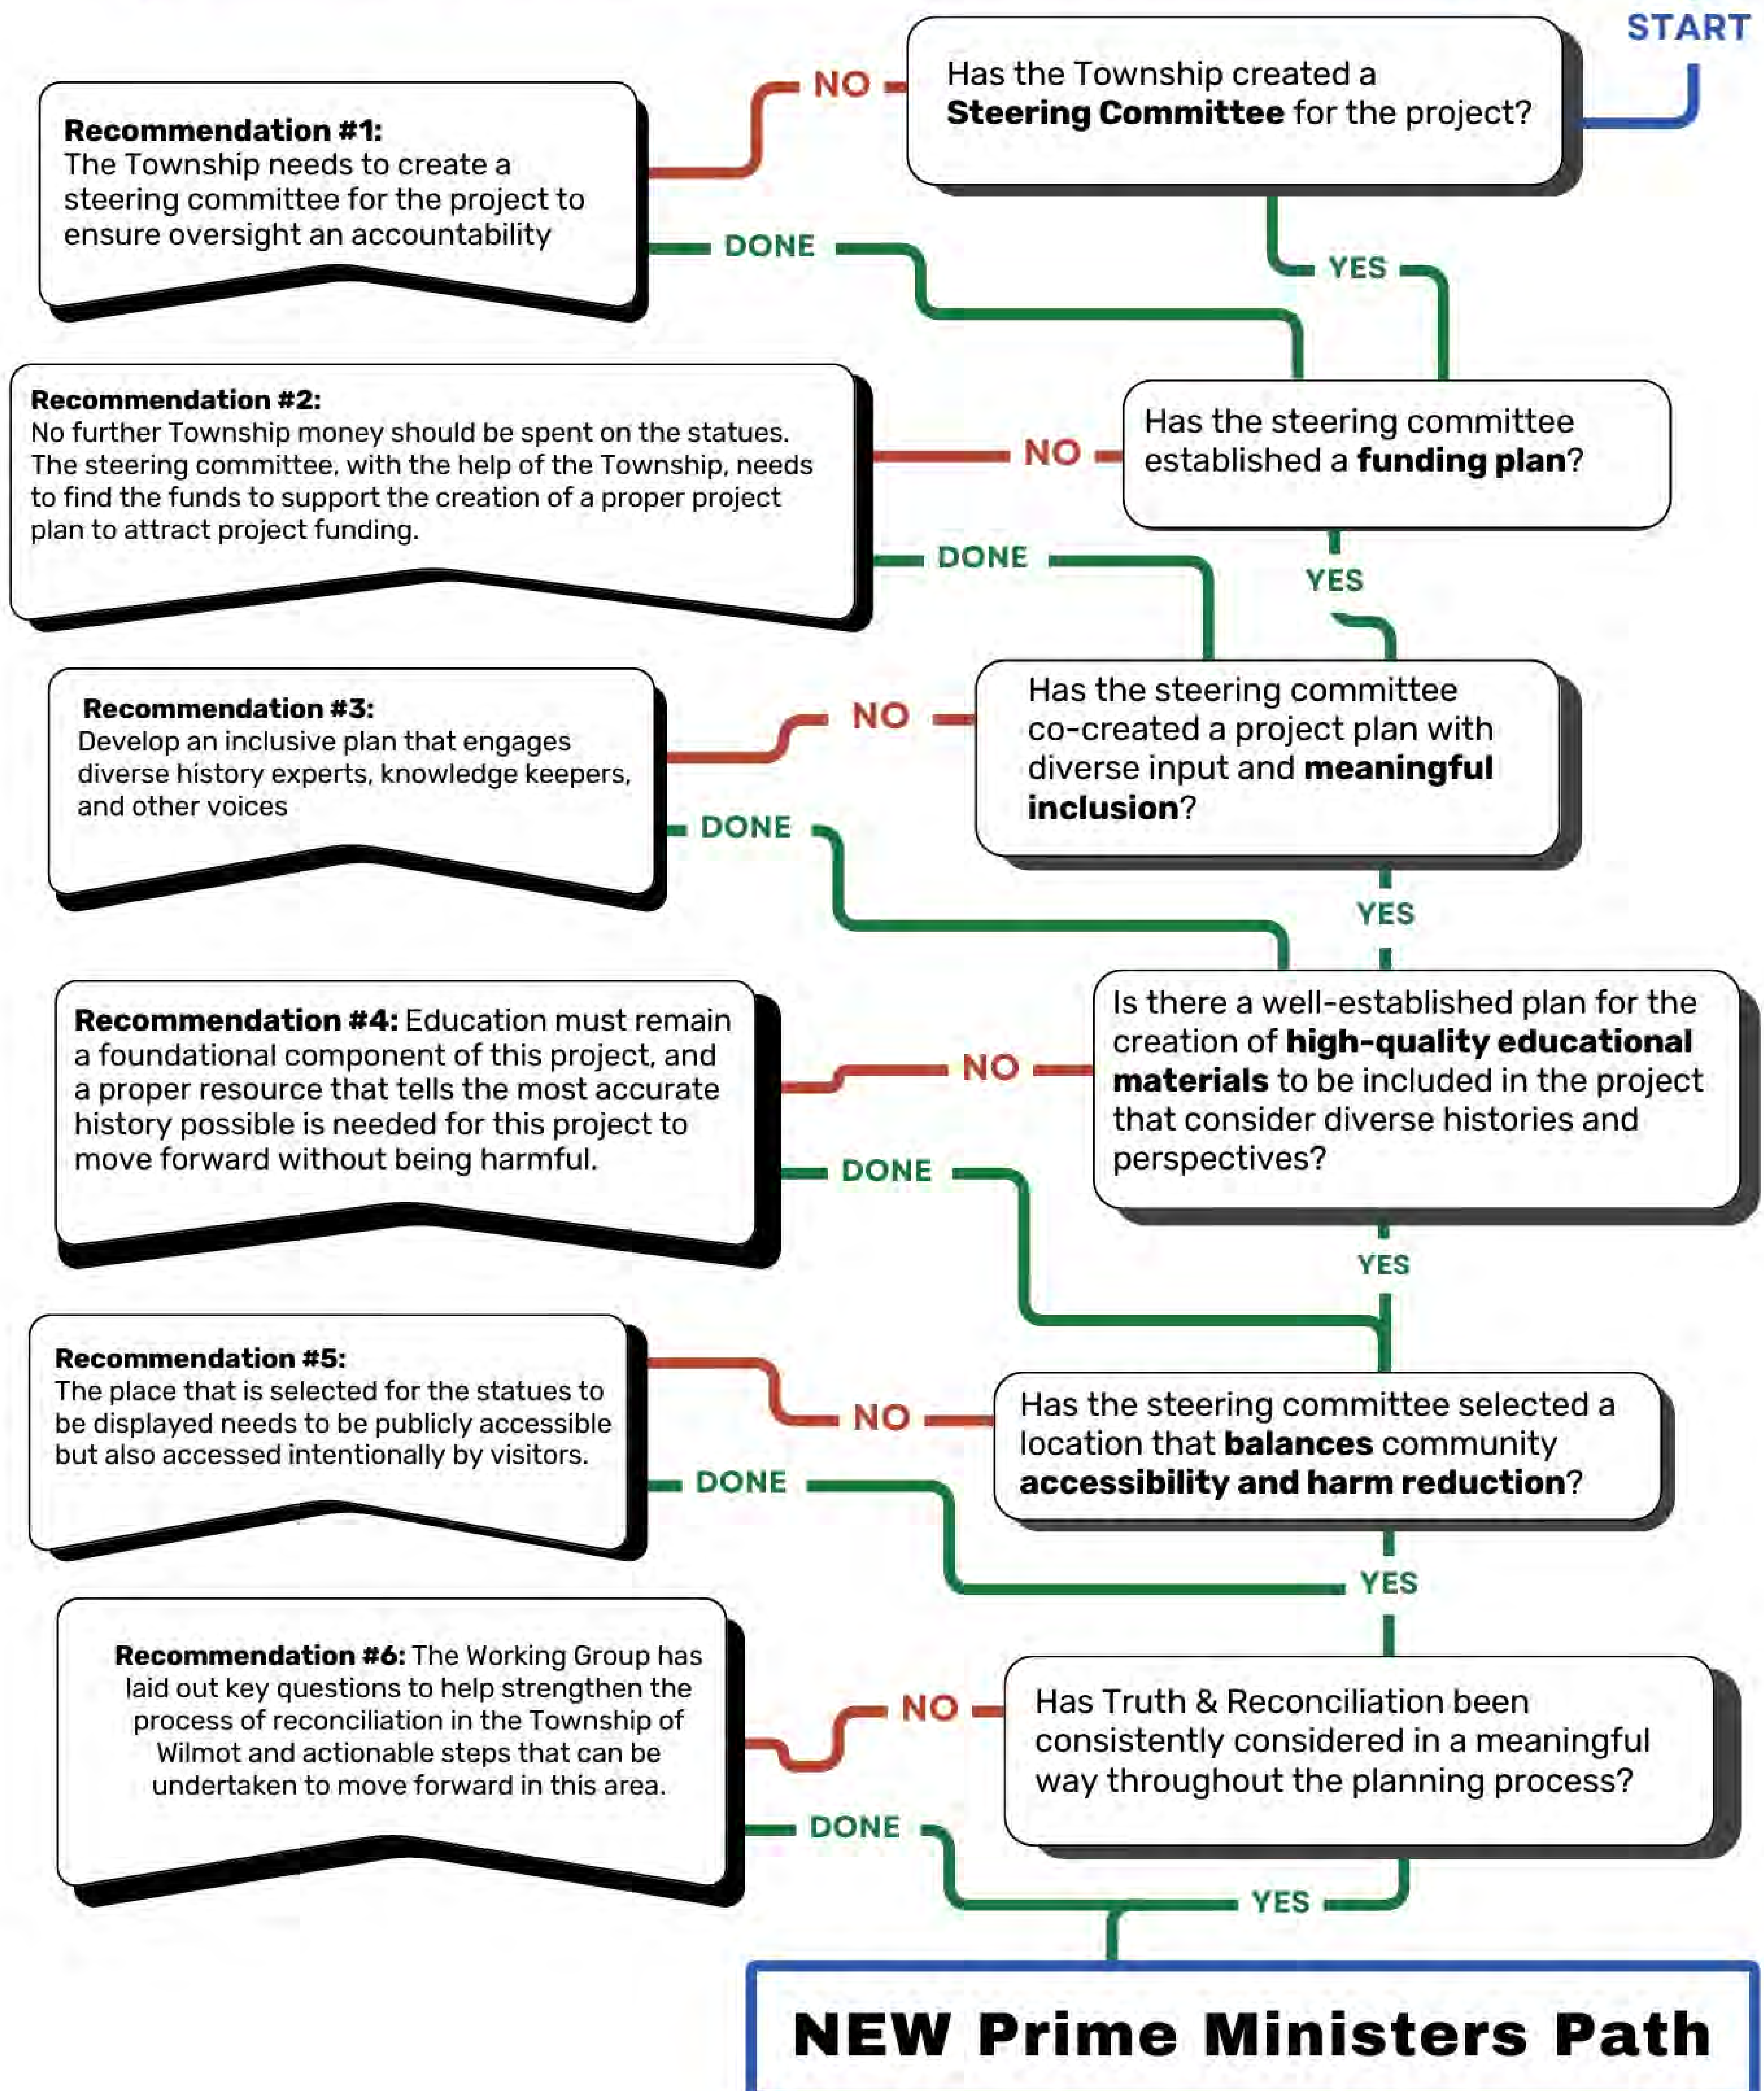 START
Has the Township created a
Steering Committee for the project?
NO
Recommendation #1:
The Township needs to create a
steering committee for the project to
ensure oversight an accountability
DONE
YES
Has the steering committee
established a funding plan?
NO
Recommendation #2:
No further Township money should be spent on the statues.
The steering committee, with the help of the Township, needs
to find the funds to support the creation of a proper project
plan to attract project funding.
DONE
YES
Has the steering committee
co-created a project plan with
diverse input and meaningful
inclusion?
NO
Recommendation #3:
Develop an inclusive plan that engages
diverse history experts, knowledge keepers,
and other voices
DONE
YES
Is there a well-established plan for the
creation of high-quality educational
materials to be included in the project
that consider diverse histories and
perspectives?
NO
Recommendation #4: Education must remain
a foundational component of this project, and
a proper resource that tells the most accurate
history possible is needed for this project to
move forward without being harmful.
DONE
YES
Has the steering committee selected a
location that balances community
accessibility and harm reduction?
NO
Recommendation #5:
The place that is selected for the statues to
be displayed needs to be publicly accessible
but also accessed intentionally by visitors.
DONE
YES
Has Truth & Reconciliation been
consistently considered in a meaningful
way throughout the planning process?
NO
Recommendation #6: The Working Group has
laid out key questions to help strengthen the
process of reconciliation in the Township of
Wilmot and actionable steps that can be
undertaken to move forward in this area.
DONE
YES
NEW Prime Ministers Path